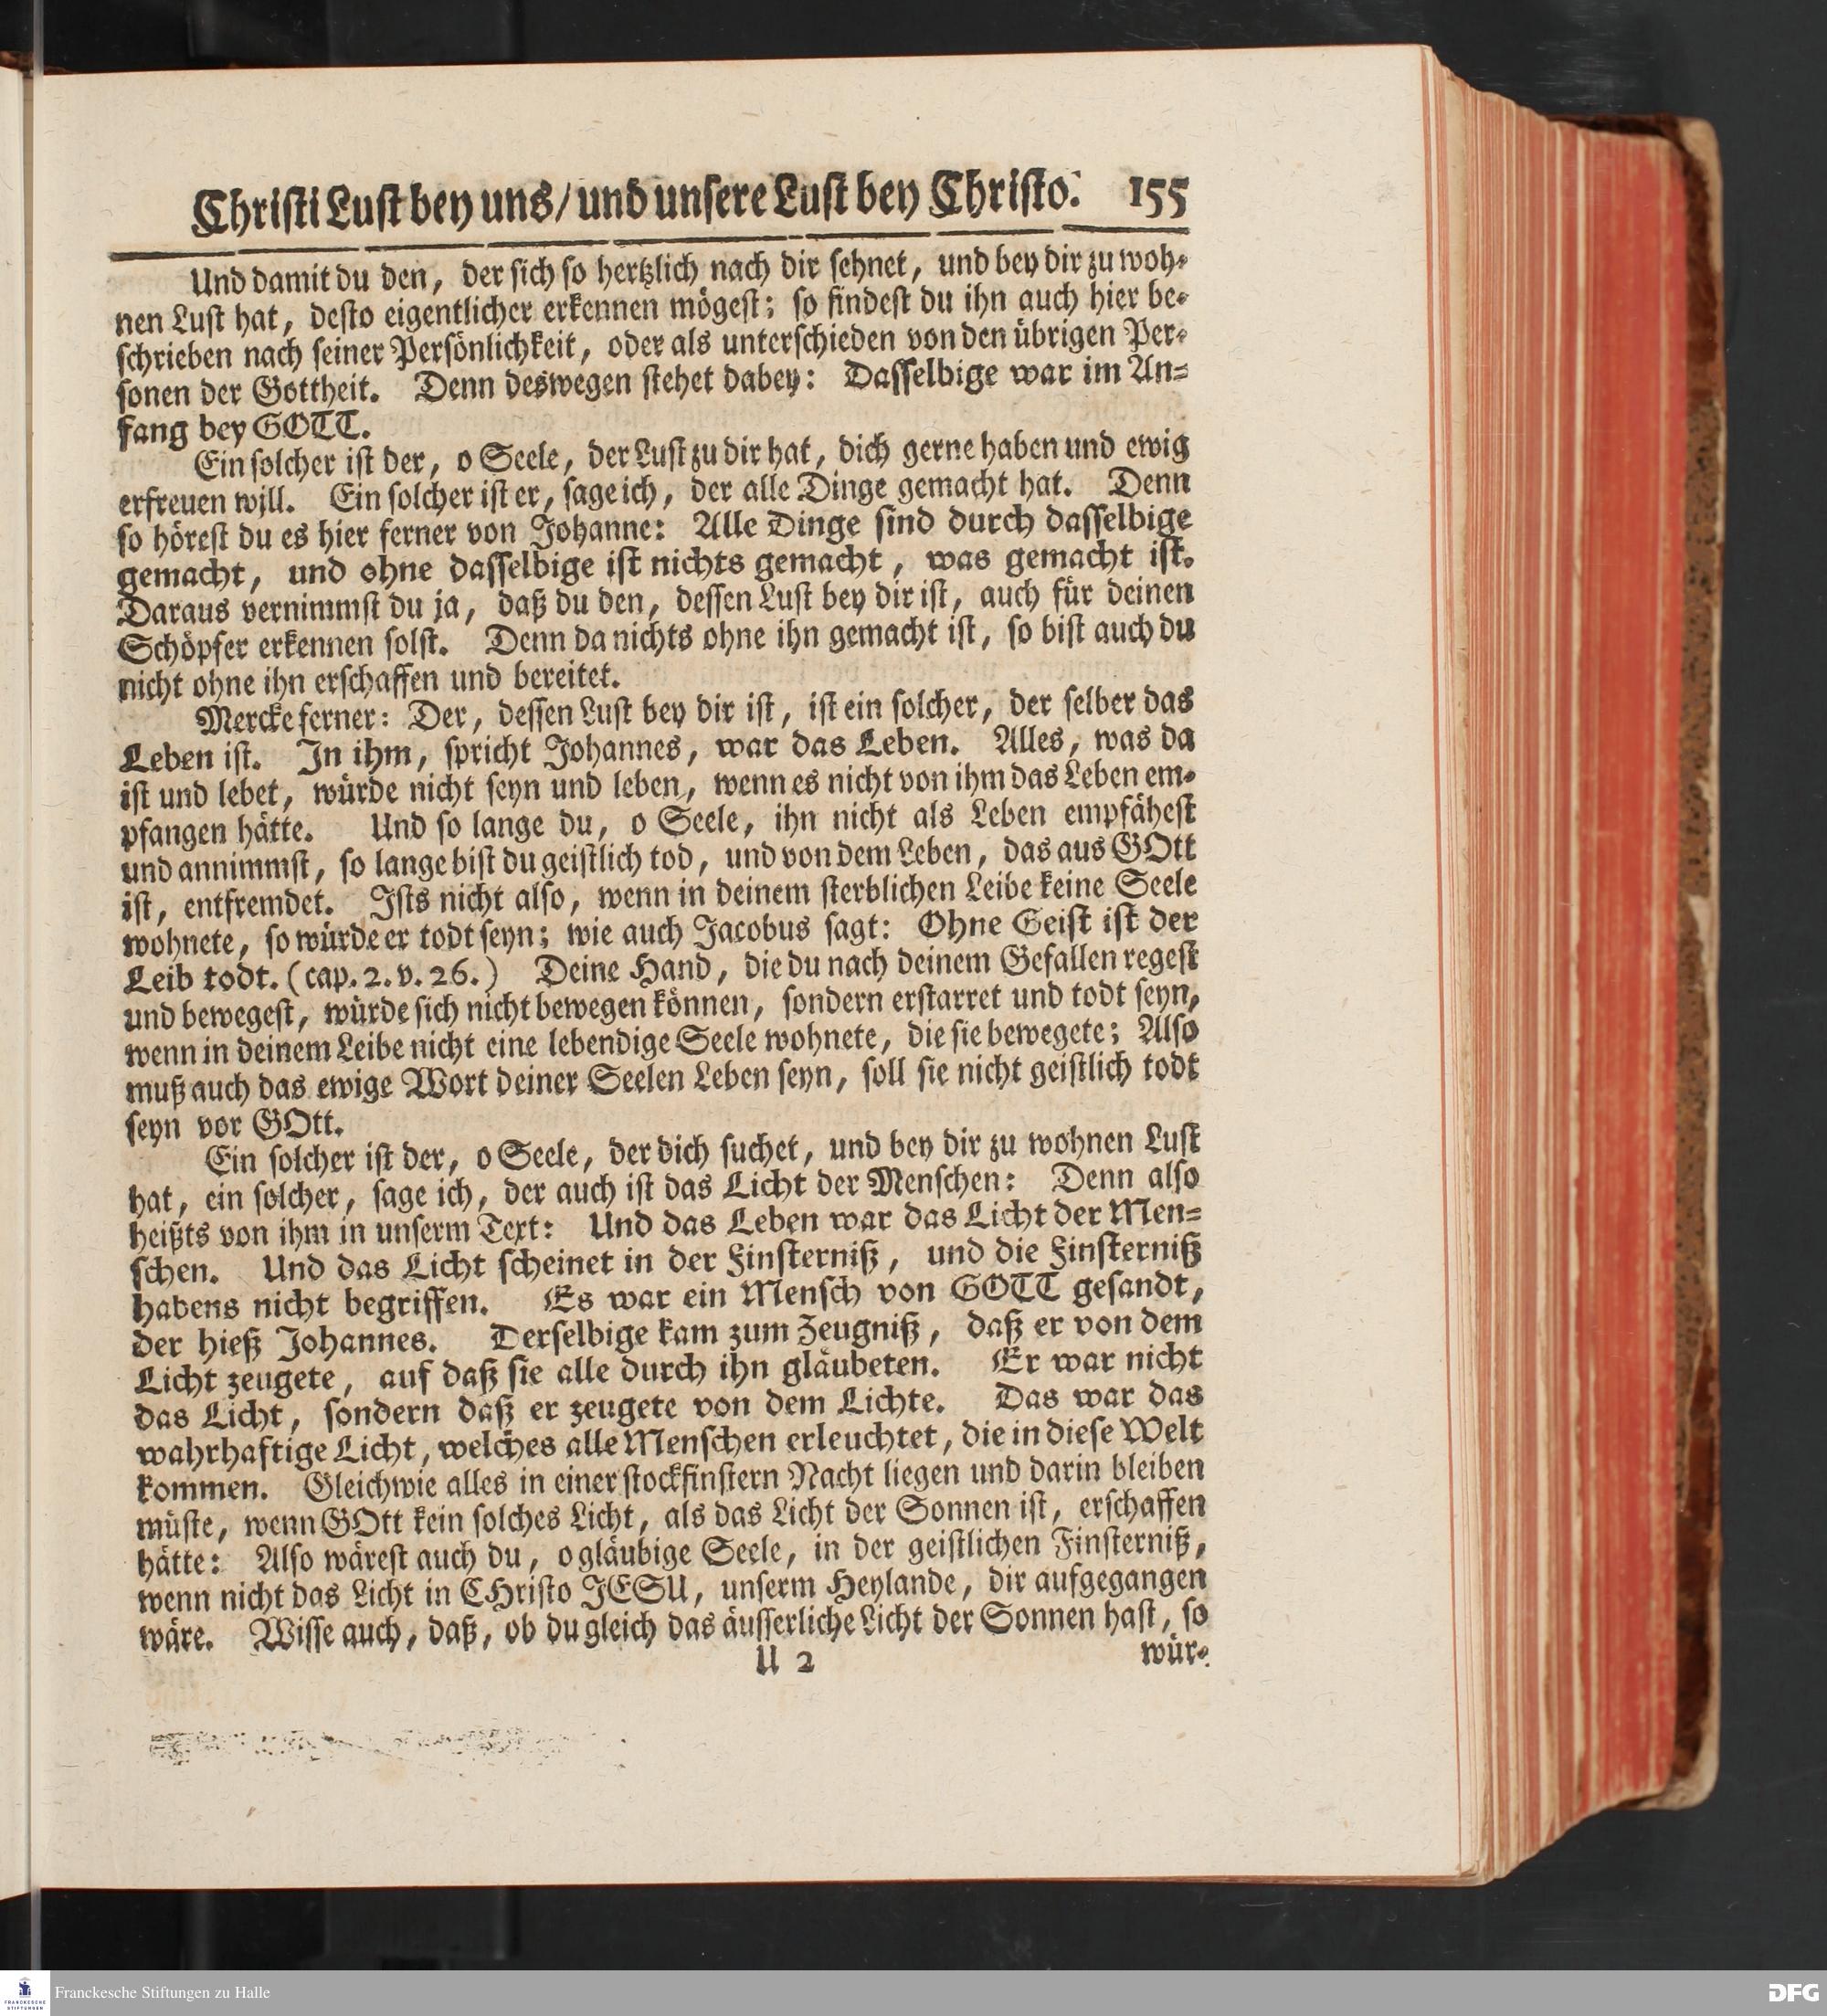 Christi Lust bey uns/ und unsere Lust bey Christo. 155
Und damit du den, der sich so hertzlich nach dir sehnet, und bey dir zu woh-
nen Lust hat, desto eigentlicher erkennen mögest; so findest du ihn auch hier be-
schrieben nach seiner Persönlichkeit, oder als unterschieden von den übrigen Per-
sonen der Gottheit. Denn deswegen stehet dabey: Dasselbige war im An-
fang bey GOTT.
Ein solcher ist der, o Seele, der Lust zu dir hat, dich gerne haben und ewig
erfreuen will. Ein solcher ist er, sage ich, der alle Dinge gemacht hat. Denn
so hörest du es hier ferner von Johanne: Alle Dinge sind durch dasselbige
gemacht, und ohne dasselbige ist nichts gemacht, was gemacht ist.
Daraus vernimmst du ja, daß du den, dessen Lust bey dir ist, auch für deinen
Schöpfer erkennen solst. Denn da nichts ohne ihn gemacht ist, so bist auch du
nicht ohne ihn erschaffen und bereitet.
Mercke ferner: Der, dessen Lust bey dir ist, ist ein solcher, der selber das
Leben ist. In ihm, spricht Johannes, war das Leben. Alles, was da
ist und lebet, würde nicht seyn und leben, wenn es nicht von ihm das Leben em-
pfangen hätte. Und so lange du, o Seele, ihn nicht als Leben empfähest
und annimmst, so lange bist du geistlich tod, und von dem Leben, das aus GOtt
ist, entfremdet. Ists nicht also, wenn in deinem sterblichen Leibe keine Seele
wohnete, so würde er todt seyn; wie auch Jacobus sagt: Ohne Geist ist der
Leib todt. (cap. 2. v. 26.) Deine Hand, die du nach deinem Gefallen regest
und bewegest, würde sich nicht bewegen können, sondern erstarret und todt seyn,
wenn in deinem Leibe nicht eine lebendige Seele wohnete, die sie bewegete; Also
muß auch das ewige Wort deiner Seelen Leben seyn, soll sie nicht geistlich todt
seyn vor GOtt.
Ein solcher ist der, o Seele, der dich suchet, und bey dir zu wohnen Lust
hat, ein solcher, sage ich, der auch ist das Licht der Menschen: Denn also
heißts von ihm in unserm Text: Und das Leben war das Licht der Men-
schen. Und das Licht scheinet in der Finsterniß, und die Finsterniß
habens nicht begriffen. Es war ein Mensch von GOTT gesandt,
der hieß Johannes. Derselbige kam zum Zeugniß, daß er von dem
Licht zeugete, auf daß sie alle durch ihn gläubeten. Er war nicht
das Licht, sondern daß er zeugete von dem Lichte. Das war das
wahrhaftige Licht, welches alle Menschen erleuchtet, die in diese Welt
kommen. Gleichwie alles in einer stockfinstern Nacht liegen und darin bleiben
müste, wenn GOtt kein solches Licht, als das Licht der Sonnen ist, erschaffen
hätte: Also wärest auch du, o gläubige Seele, in der geistlichen Finsterniß,
wenn nicht das Licht in CHristo JESU, unserm Heylande, dir aufgegangen
wäre. Wisse auch, daß, ob du gleich das äusserliche Licht der Sonnen hast, so
U 2 wür-
Franckesche Stiftungen zu Halle
FRANCKESCHE STIFTUNGEN
DFG